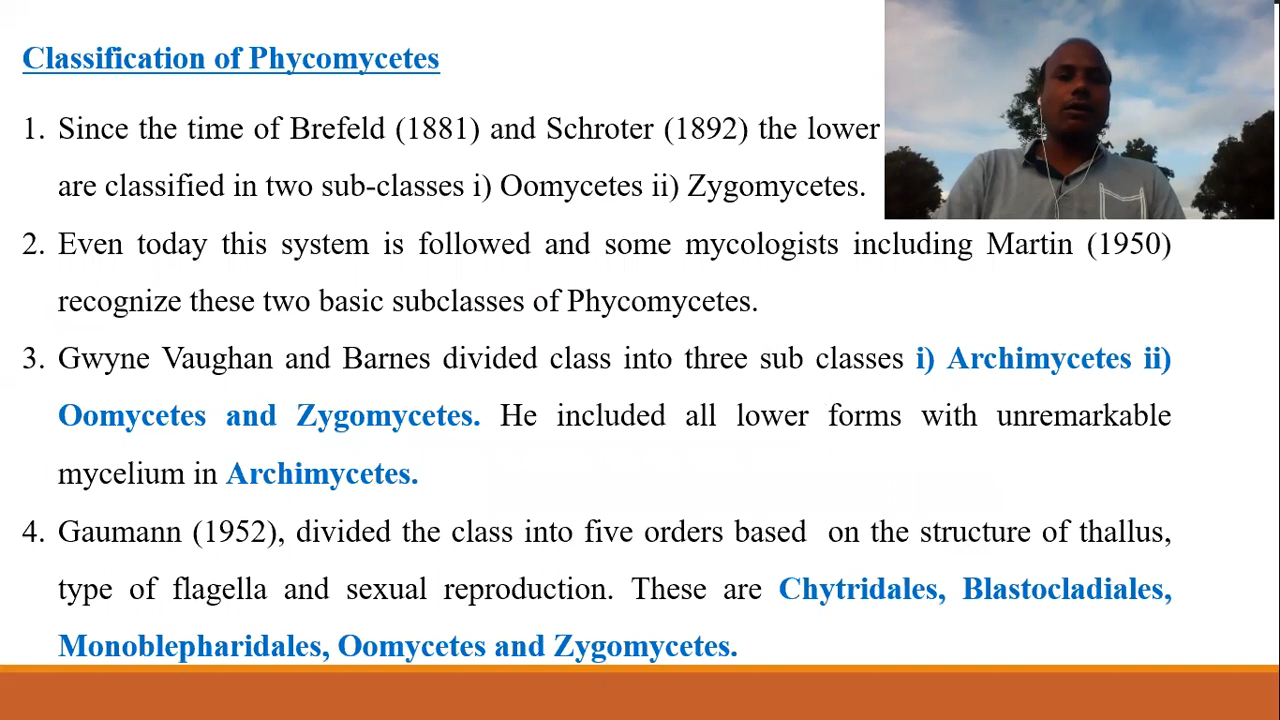 Classification of Phycomycetes
1. Since the time of Brefeld (1881) and Schroter (1892) the lower
are classified in two sub-classes i) Oomycetes ii) Zygomycetes.
2. Even today this system is followed and some mycologists including Martin (1950)
recognize these two basic subclasses of Phycomycetes.
3. Gwyne Vaughan and Barnes divided class into three sub classes i) Archimycetes ii)
Oomycetes and Zygomycetes. He included all lower forms with unremarkable
mycelium in Archimycetes.
4. Gaumann (1952), divided the class into five orders based on the structure of thallus,
type of flagella and sexual reproduction. These are Chytridales, Blastocladiales,
Monoblepharidales, Oomycetes and Zygomycetes.